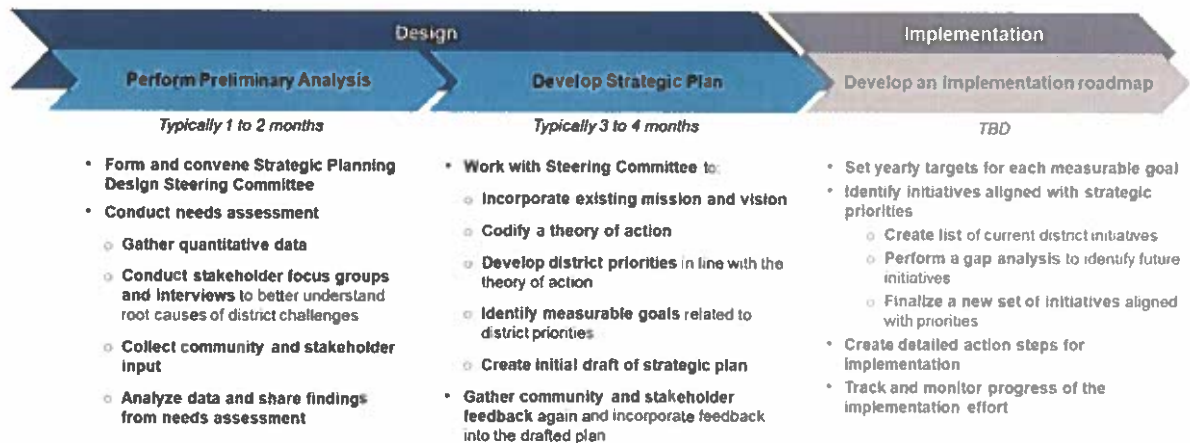 Design
Implementation
Perform Preliminary Analysis
Develop Strategic Plan
Develop an implementation roadmap
Typically 1 to 2 months
Typically 3 to 4 months
TBD
• Form and convene Strategic Planning
Design Steering Committee
• Conduct needs assessment
○ Gather quantitative data
○ Conduct stakeholder focus groups
and interviews to better understand
root causes of district challenges
○ Collect community and stakeholder
input
○ Analyze data and share findings
from needs assessment
• Work with Steering Committee to:
○ Incorporate existing mission and vision
○ Codify a theory of action
○ Develop district priorities in line with the
theory of action
○ Identify measurable goals related to
district priorities
○ Create initial draft of strategic plan
• Gather community and stakeholder
feedback again and incorporate feedback
into the drafted plan
• Set yearly targets for each measurable goal
• Identify initiatives aligned with strategic
priorities
○ Create list of current district initiatives
○ Perform a gap analysis to identify future
initiatives
○ Finalize a new set of initiatives aligned
with priorities
• Create detailed action steps for
implementation
• Track and monitor progress of the
implementation effort